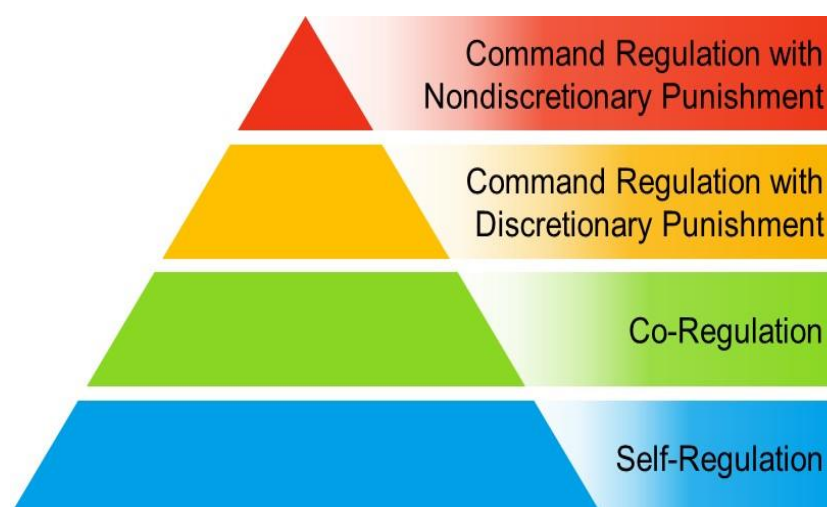 Command Regulation with
Nondiscretionary Punishment
Command Regulation with
Discretionary Punishment
Co-Regulation
Self-Regulation